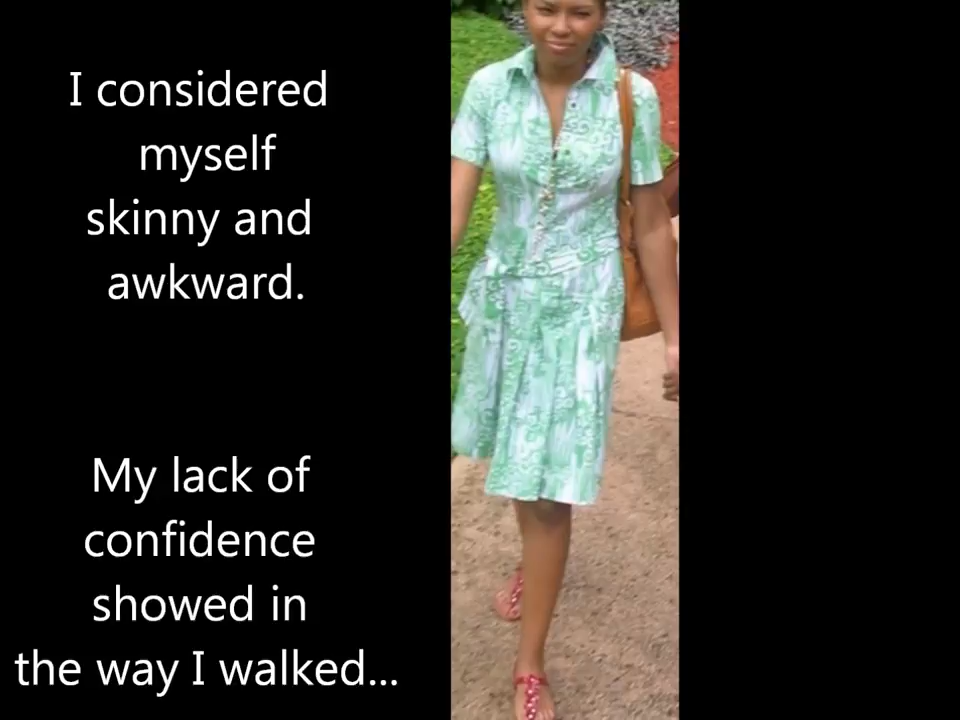 I considered
myself
skinny and
awkward.
My lack of
confidence
showed in
the way I walked...